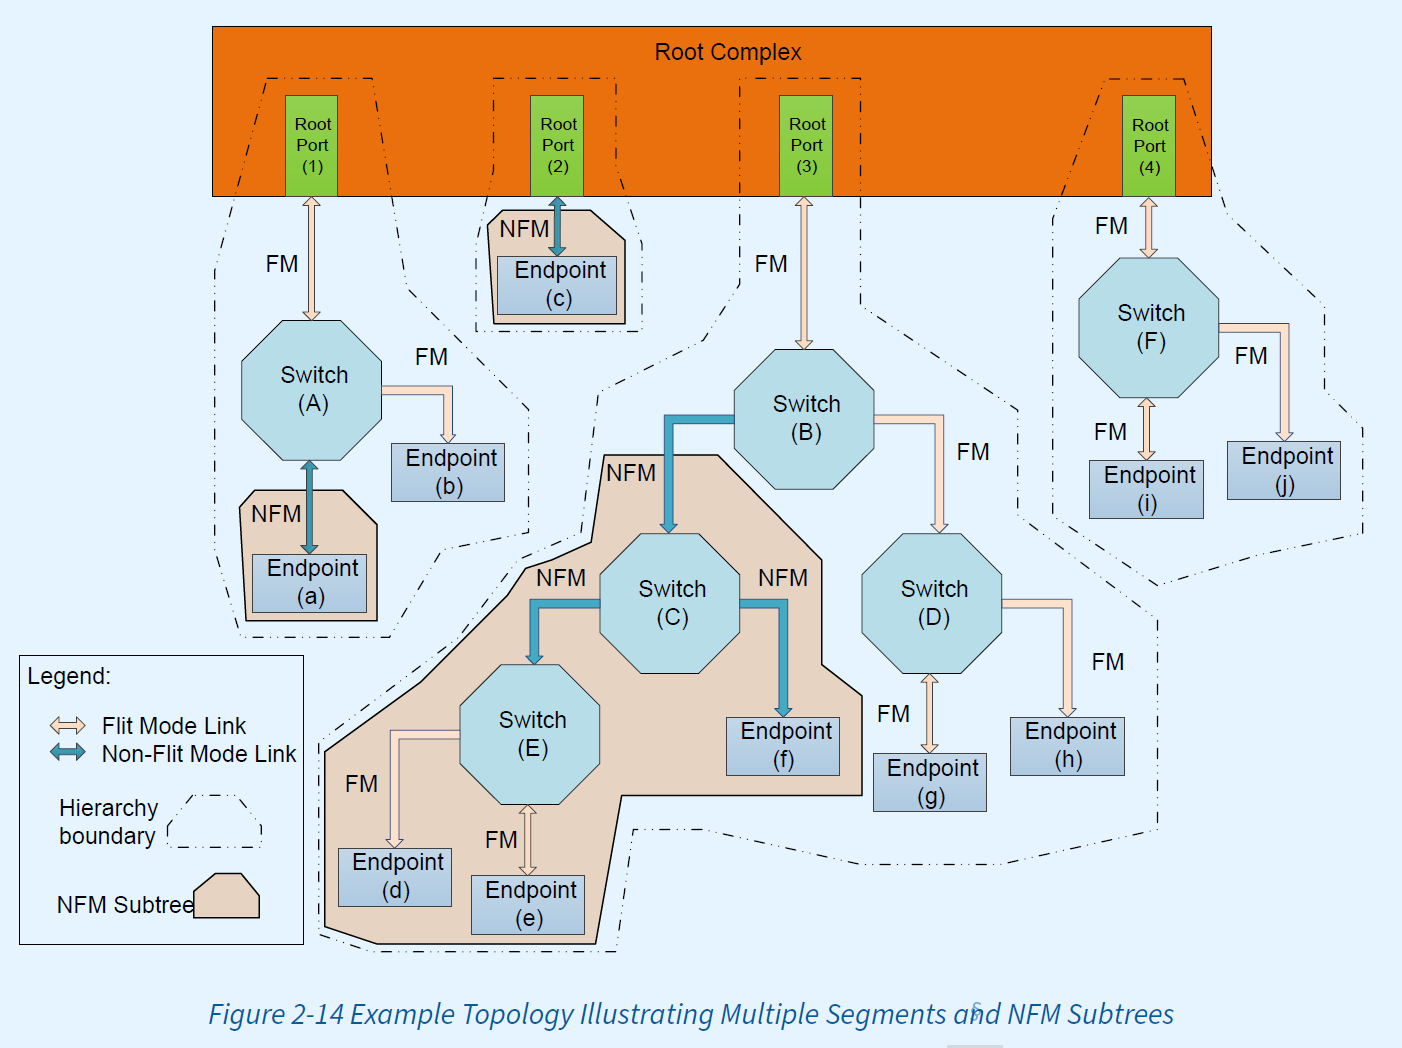 Root Complex
Root
Port
(1)
Root
Port
(2)
Root
Port
(3)
Root
Port
(4)
FM
NFM
Endpoint
(c)
FM
FM
Switch
(A)
FM
Endpoint
(b)
NFM
Endpoint
(a)
Switch
(B)
NFM
FM
Switch
(F)
FM
FM
Endpoint
(i)
Endpoint
(j)
NFM
Switch
(C)
NFM
Switch
(D)
FM
FM
Switch
(E)
Endpoint
(f)
Endpoint
(g)
Endpoint
(h)
FM
FM
Endpoint
(d)
Endpoint
(e)
Legend:
Flit Mode Link
Non-Flit Mode Link
Hierarchy
boundary
NFM Subtree
Figure 2-14 Example Topology Illustrating Multiple Segments and NFM Subtrees
§